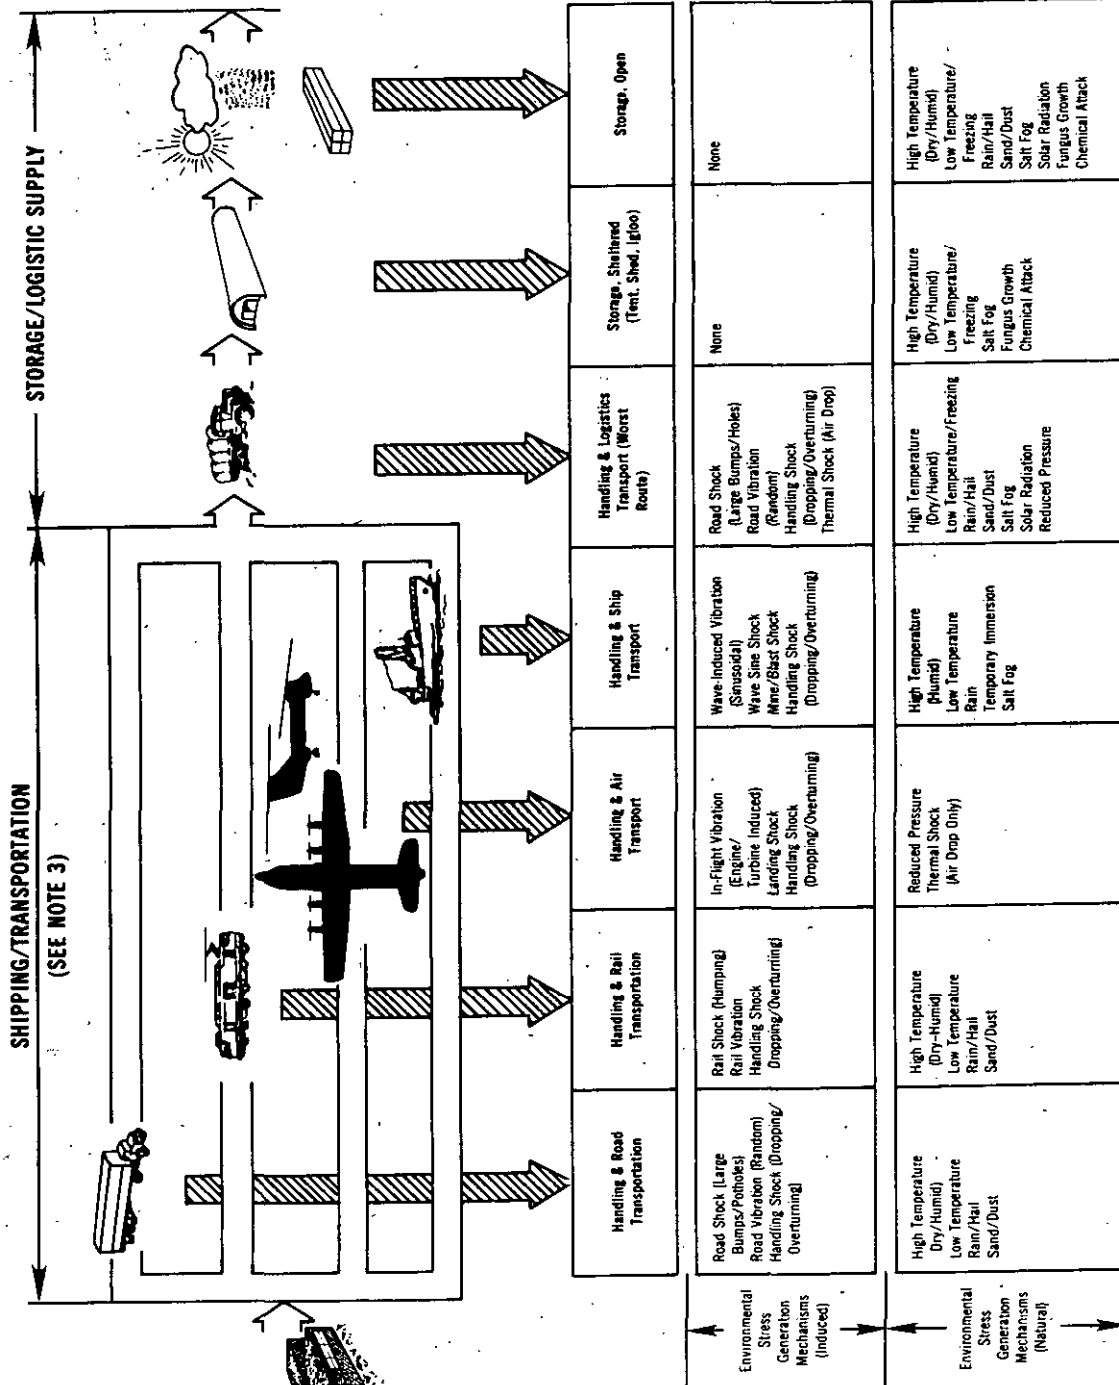 SHIPPING/TRANSPORTATION
(SEE NOTE 3)
STORAGE/LOGISTIC SUPPLY
Handling & Road
Transportation
Handling & Rail
Transportation
Handling & Air
Transport
Handling & Ship
Transport
Handling & Logistics
Transport (Worst
Route)
Storage, Sheltered
(Tent, Shed, Igloo)
Storage, Open
Environmental
Stress
Generation
Mechanisms
(Induced)
Road Shock (Large
Bumps/Potholes)
Road Vibration (Random)
Handling Shock (Dropping/
Overturning)
Rail Shock (Humping)
Rail Vibration
Handling Shock
Dropping/Overturning)
In-Flight Vibration
(Engine/
Turbine Induced)
Landing Shock
Handling Shock
(Dropping/Overturning)
Wave-Induced Vibration
(Sinusoidal)
Wave Sine Shock
Mine/Blast Shock
Handling Shock
(Dropping/Overturning)
Road Shock
(Large Bumps/Holes)
Road Vibration
(Random)
Handling Shock
(Dropping/Overturning)
Thermal Shock (Air Drop)
None
None
Environmental
Stress
Generation
Mechanisms
(Natural)
High Temperature
Dry/Humid)
Low Temperature
Rain/Hail
Sand/Dust
High Temperature
(Dry-Humid)
Low Temperature
Rain/Hail
Sand/Dust
Reduced Pressure
Thermal Shock
(Air Drop Only)
High Temperature
(Humid)
Low Temperature
Rain
Temporary Immersion
Salt Fog
High Temperature
(Dry/Humid)
Low Temperature/Freezing
Rain/Hail
Sand/Dust
Salt Fog
Solar Radiation
Reduced Pressure
High Temperature
(Dry/Humid)
Low Temperature/
Freezing
Salt Fog
Fungus Growth
Chemical Attack
High Temperature
(Dry/Humid)
Low Temperature/
Freezing
Rain/Hail
Sand/Dust
Salt Fog
Solar Radiation
Fungus Growth
Chemical Attack